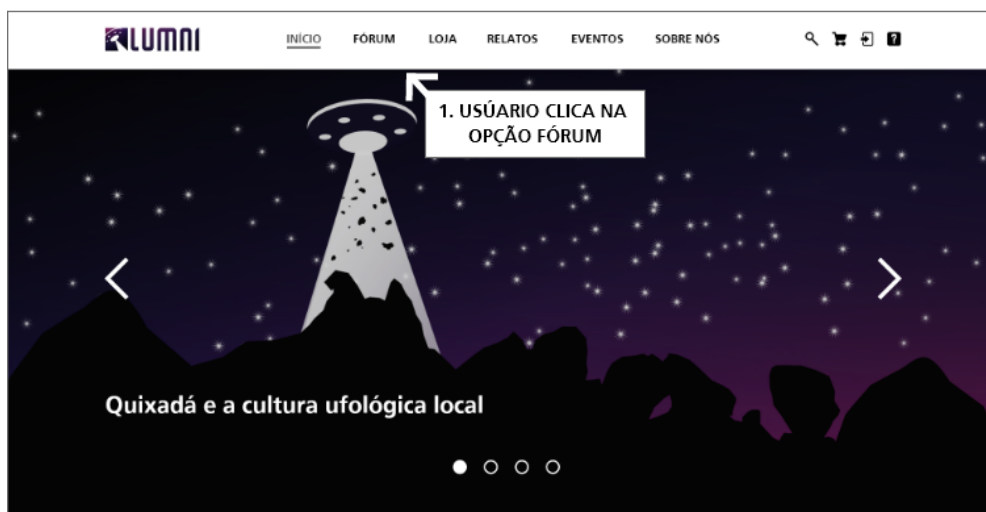 LUMNI
INÍCIO FÓRUM LOJA RELATOS EVENTOS SOBRE NÓS ?
1. USÚARIO CLICA NA
OPÇÃO FÓRUM
Quixadá e a cultura ufológica local